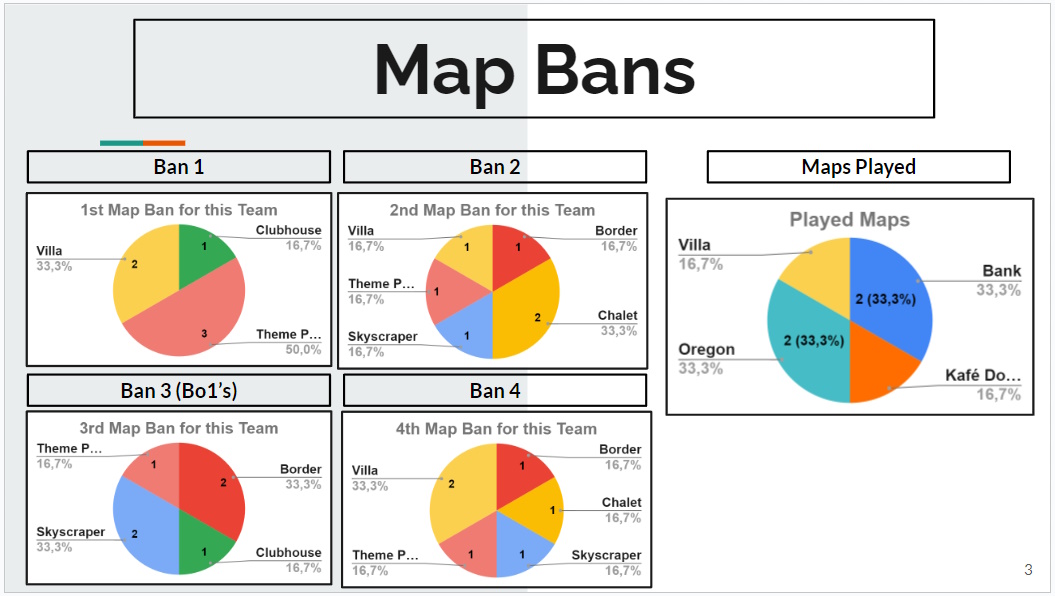 Map Bans
Ban 1
1st Map Ban for this Team
Clubhouse
16,7%
Villa
33,3%
1
2
3
Theme P...
50,0%
Ban 2
2nd Map Ban for this Team
Villa
16,7%
Border
16,7%
1
1
Theme P...
16,7%
1
2
Chalet
33,3%
Skyscraper
16,7%
1
Maps Played
Played Maps
Villa
16,7%
Bank
33,3%
2 (33,3%)
2 (33,3%)
Oregon
33,3%
Kafé Do...
16,7%
Ban 3 (Bo1's)
3rd Map Ban for this Team
Theme P...
16,7%
1
Border
33,3%
2
Skyscraper
33,3%
2
1
Clubhouse
16,7%
Ban 4
4th Map Ban for this Team
Border
16,7%
Villa
33,3%
1
2
Chalet
16,7%
1
Theme P...
16,7%
1
1
Skyscraper
16,7%
3